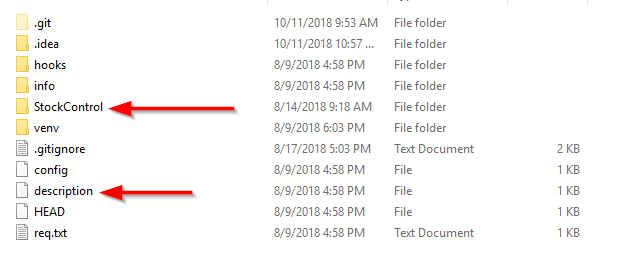 .git 10/11/2018 9:53 AM File folder
.idea 10/11/2018 10:57 ... File folder
hooks 8/9/2018 4:58 PM File folder
info 8/9/2018 4:58 PM File folder
StockControl 8/14/2018 9:18 AM File folder
venv 8/9/2018 6:03 PM File folder
.gitignore 8/17/2018 5:03 PM Text Document 2 KB
config 8/9/2018 4:58 PM File 1 KB
description 8/9/2018 4:58 PM File 1 KB
HEAD 8/9/2018 4:58 PM File 1 KB
req.txt 8/9/2018 4:58 PM Text Document 1 KB